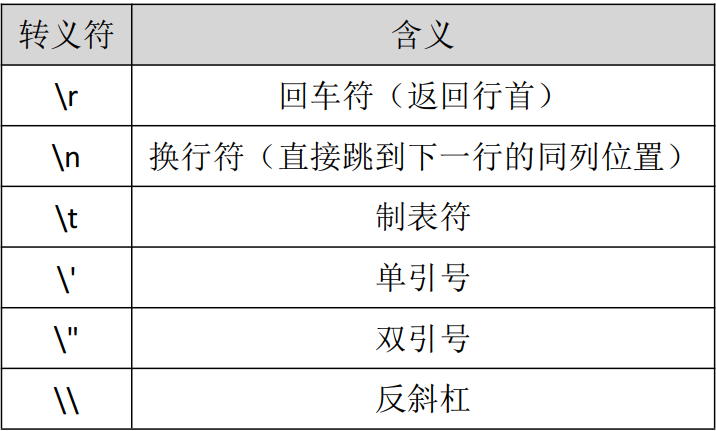 转义符 含义
\r 回车符（返回行首）
\n 换行符（直接跳到下一行的同列位置）
\t 制表符
\' 单引号
\" 双引号
\\ 反斜杠